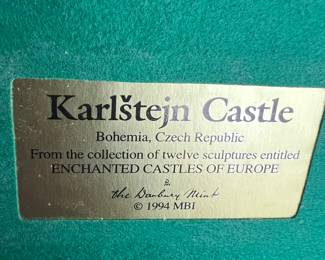 Karlštejn Castle
Bohemia, Czech Republic
From the collection of twelve sculptures entitled
ENCHANTED CASTLES OF EUROPE
the Danbury Mint
© 1994 MBI